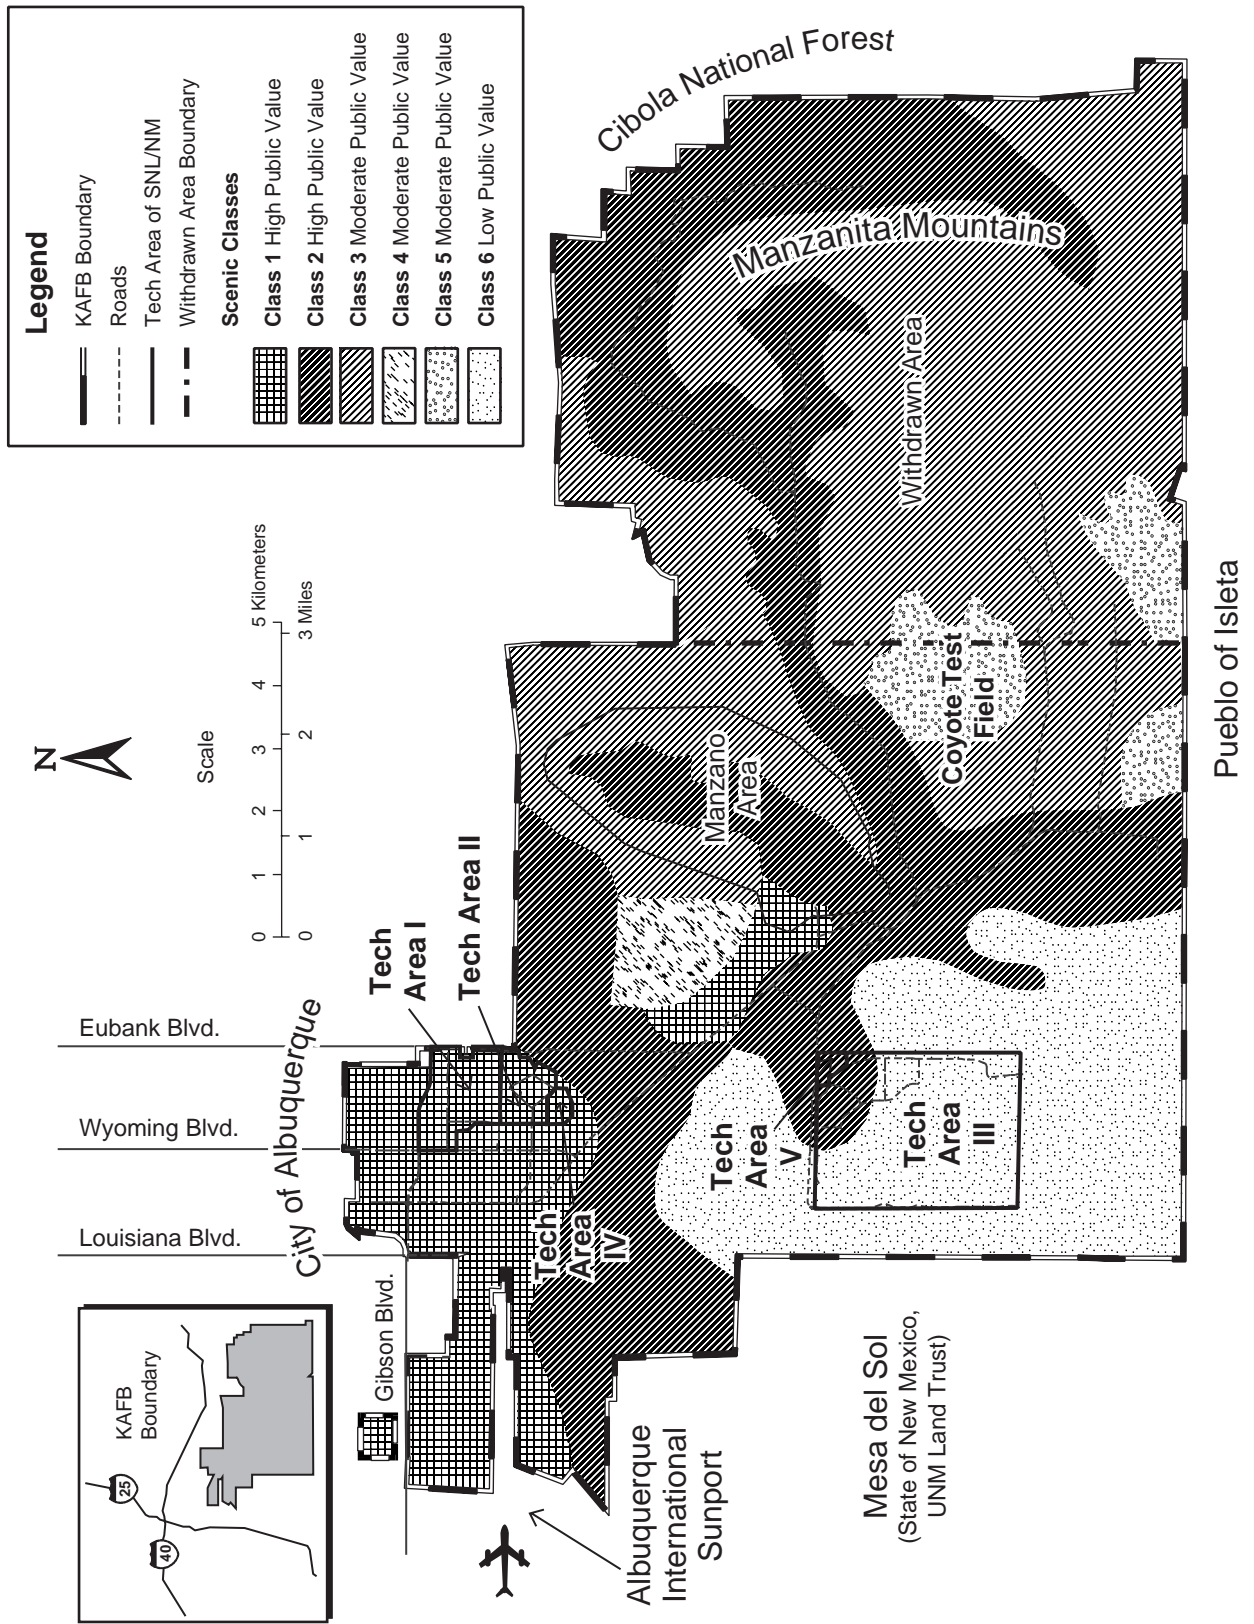 Legend
KAFB Boundary
Roads
Tech Area of SNL/NM
Withdrawn Area Boundary
Scenic Classes
Class 1 High Public Value
Class 2 High Public Value
Class 3 Moderate Public Value
Class 4 Moderate Public Value
Class 5 Moderate Public Value
Class 6 Low Public Value
N
Scale
0 1 2 3 4 5 Kilometers
0 1 2 3 Miles
KAFB
Boundary
25
40
Eubank Blvd.
Wyoming Blvd.
Louisiana Blvd.
Gibson Blvd.
City of Albuquerque
Tech
Area I
Tech Area II
Tech
Area
IV
Tech
Area
V
Tech
Area
III
Manzano
Area
Coyote Test
Field
Withdrawn Area
Manzanita Mountains
Cibola National Forest
Albuquerque
International
Sunport
Mesa del Sol
(State of New Mexico,
UNM Land Trust)
Pueblo of Isleta